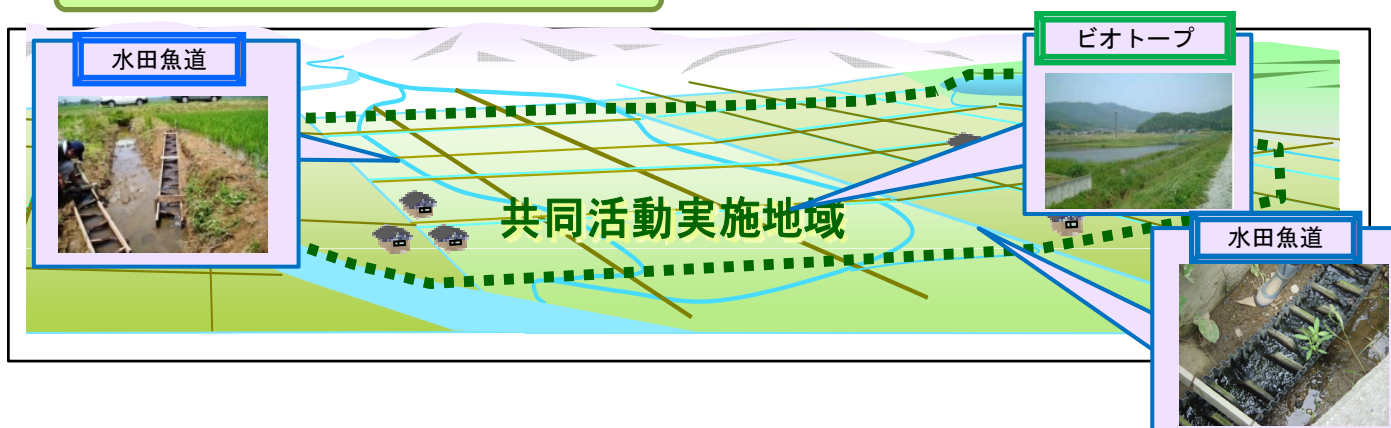 水田魚道
ビオトープ
共同活動実施地域
水田魚道